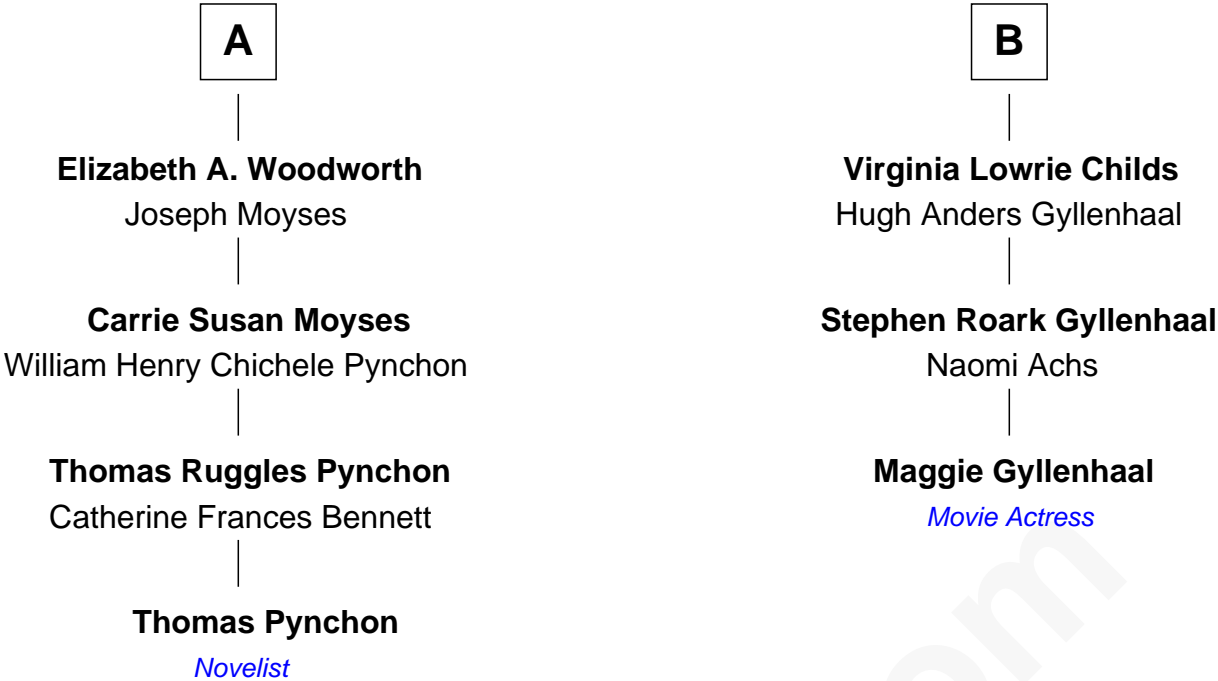 A
Elizabeth A. Woodworth
Joseph Moyses
Carrie Susan Moyses
William Henry Chichele Pynchon
Thomas Ruggles Pynchon
Catherine Frances Bennett
Thomas Pynchon
Novelist
B
Virginia Lowrie Childs
Hugh Anders Gyllenhaal
Stephen Roark Gyllenhaal
Naomi Achs
Maggie Gyllenhaal
Movie Actress